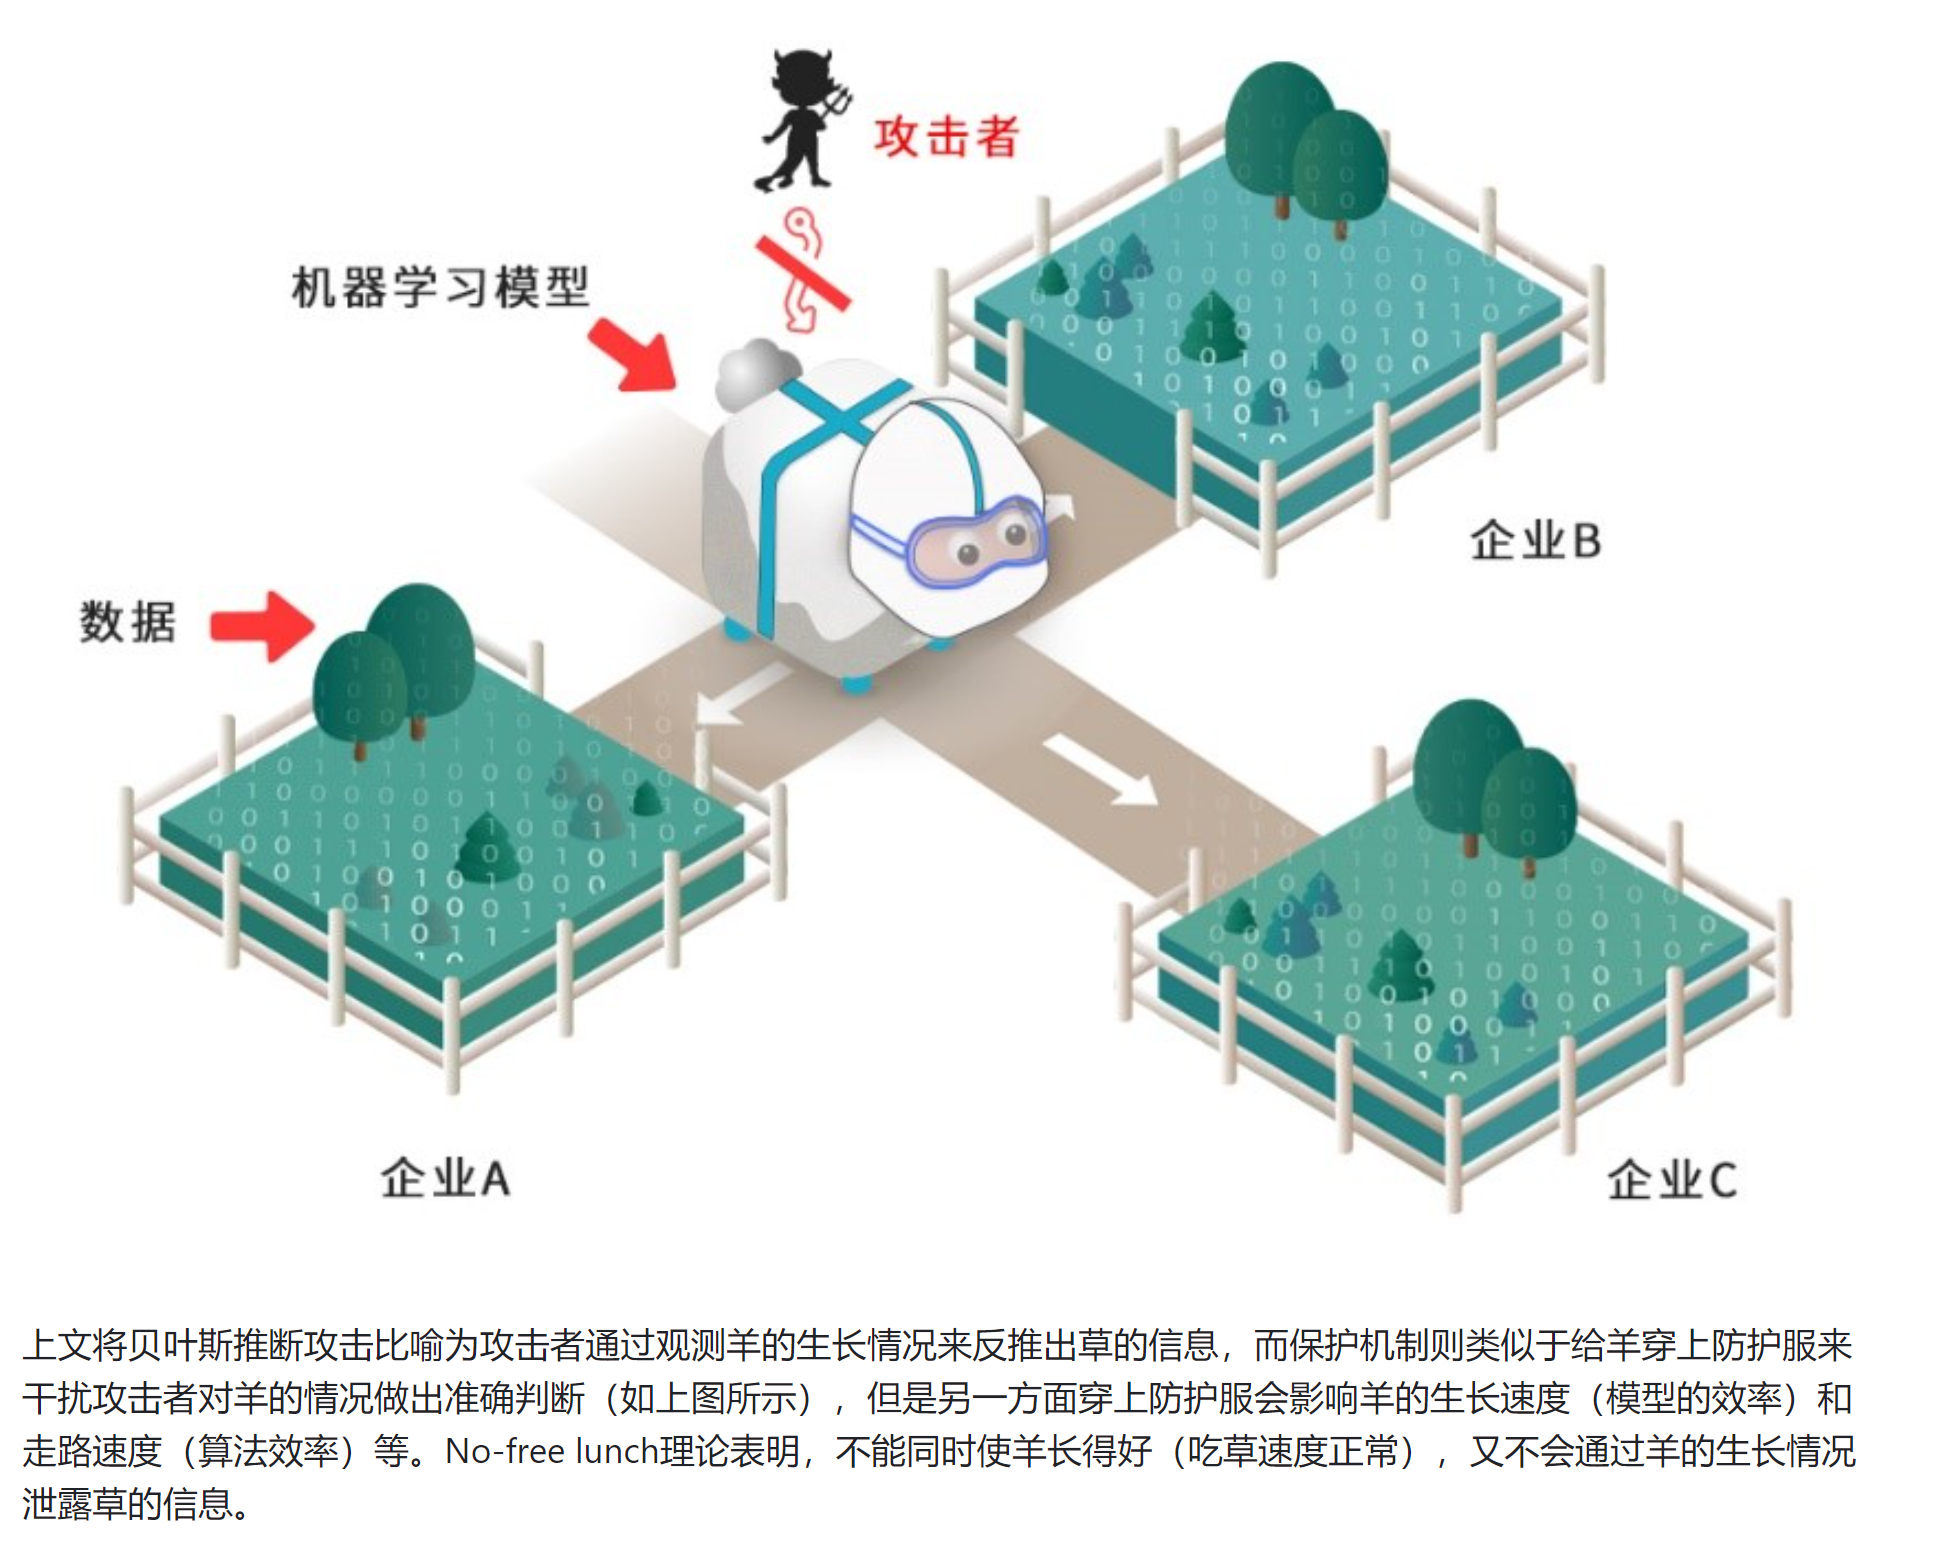 攻击者
机器学习模型
企业B
数据
企业A
企业C
上文将贝叶斯推断攻击比喻为攻击者通过观测羊的生长情况来反推出草的信息，而保护机制则类似于给羊穿上防护服来
干扰攻击者对羊的情况做出准确判断（如上图所示），但是另一方面穿上防护服会影响羊的生长速度（模型的效率）和
走路速度（算法效率）等。No-free lunch理论表明，不能同时使羊长得好（吃草速度正常），又不会通过羊的生长情况
泄露草的信息。